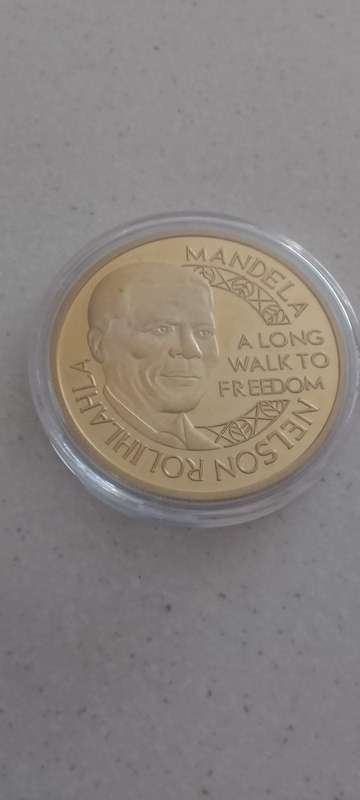 NELSON ROLIHLAHLA
MANDELA
A LONG
WALK TO
FREEDOM